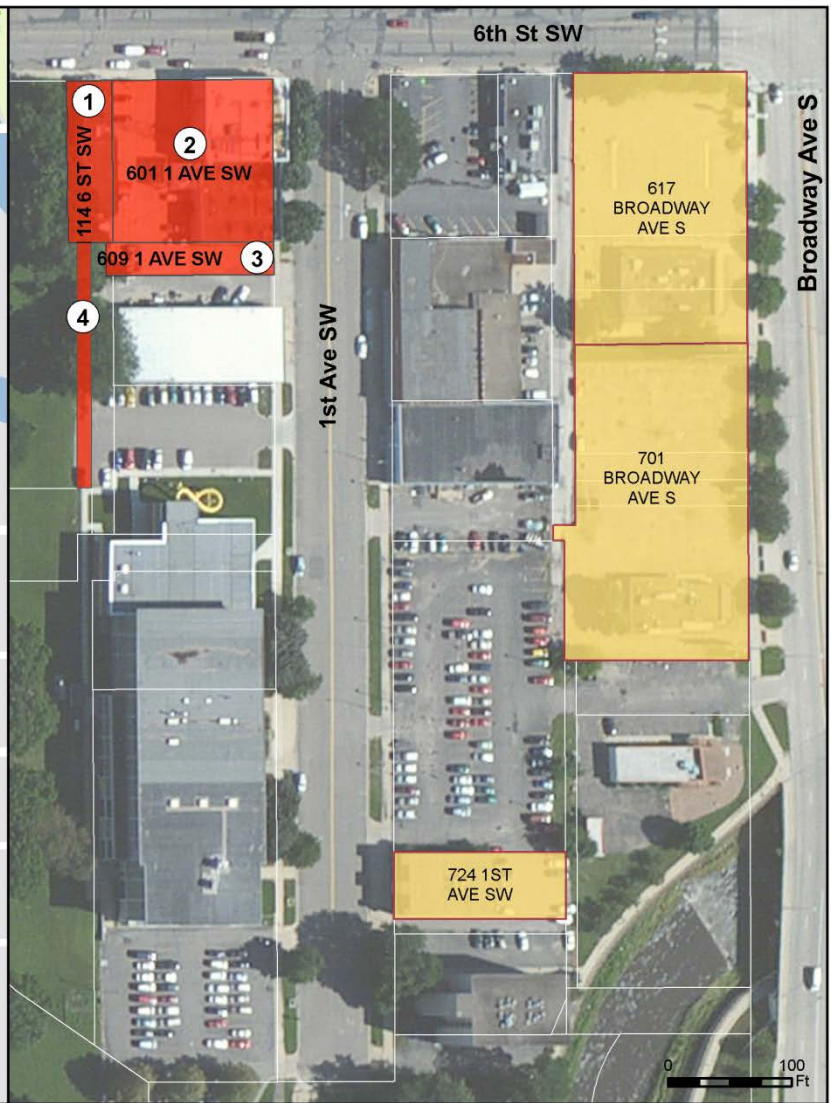 6th St SW
1
114 6 ST SW
2
601 1 AVE SW
609 1 AVE SW
3
4
1st Ave SW
617
BROADWAY
AVE S
Broadway Ave S
701
BROADWAY
AVE S
724 1ST
AVE SW
0 100
Ft